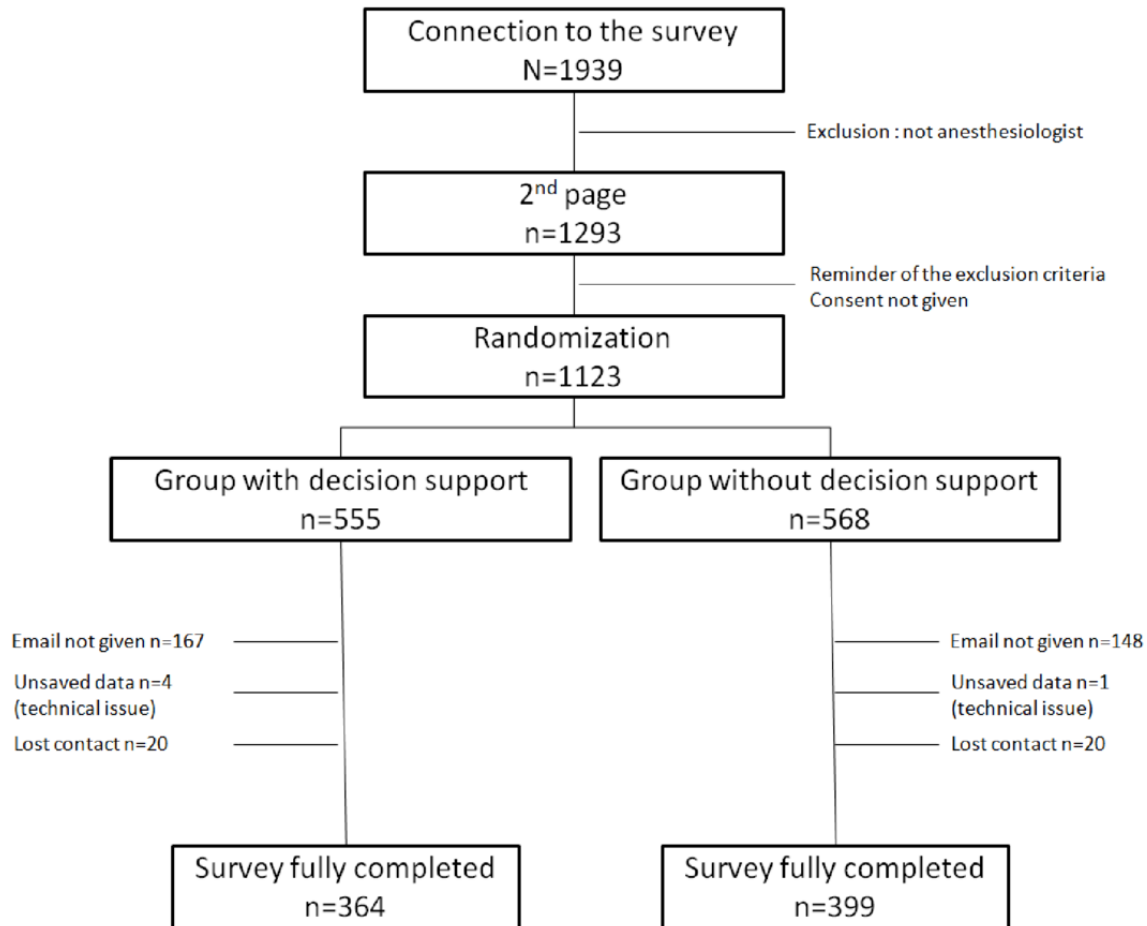 Connection to the survey
N=1939
Exclusion : not anesthesiologist
2nd page
n=1293
Reminder of the exclusion criteria
Consent not given
Randomization
n=1123
Group with decision support
n=555
Group without decision support
n=568
Email not given n=167
Unsaved data n=4
(technical issue)
Lost contact n=20
Email not given n=148
Unsaved data n=1
(technical issue)
Lost contact n=20
Survey fully completed
n=364
Survey fully completed
n=399